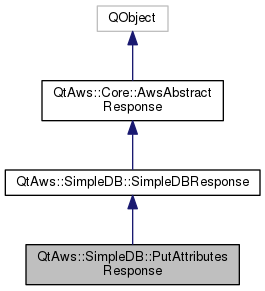 QObject
QtAws::Core::AwsAbstract
Response
QtAws::SimpleDB::SimpleDBResponse
QtAws::SimpleDB::PutAttributes
Response